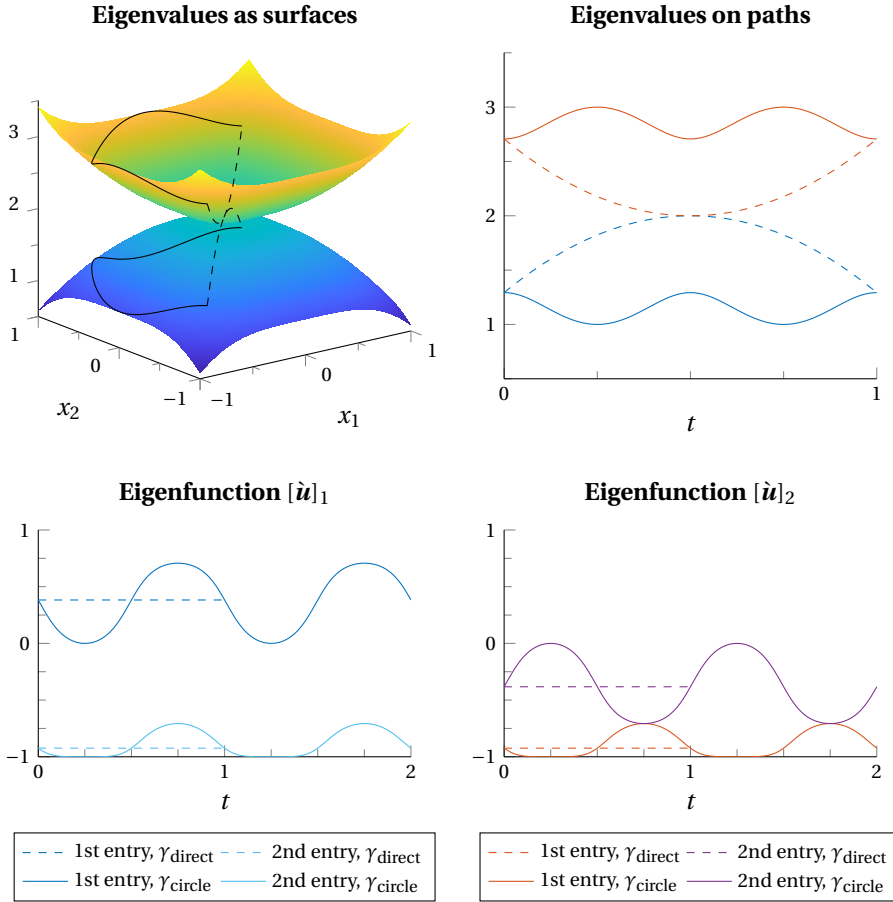 Eigenvalues as surfaces
Eigenvalues on paths
3
2
1
1
0
−1
x₂
−1
0
1
x₁
3
2
1
0
1
t
Eigenfunction [ὺ]₁
Eigenfunction [ὺ]₂
1
0
−1
0
1
2
t
1
0
−1
0
1
2
t
1st entry, γdirect
2nd entry, γdirect
1st entry, γcircle
2nd entry, γcircle
1st entry, γdirect
2nd entry, γdirect
1st entry, γcircle
2nd entry, γcircle